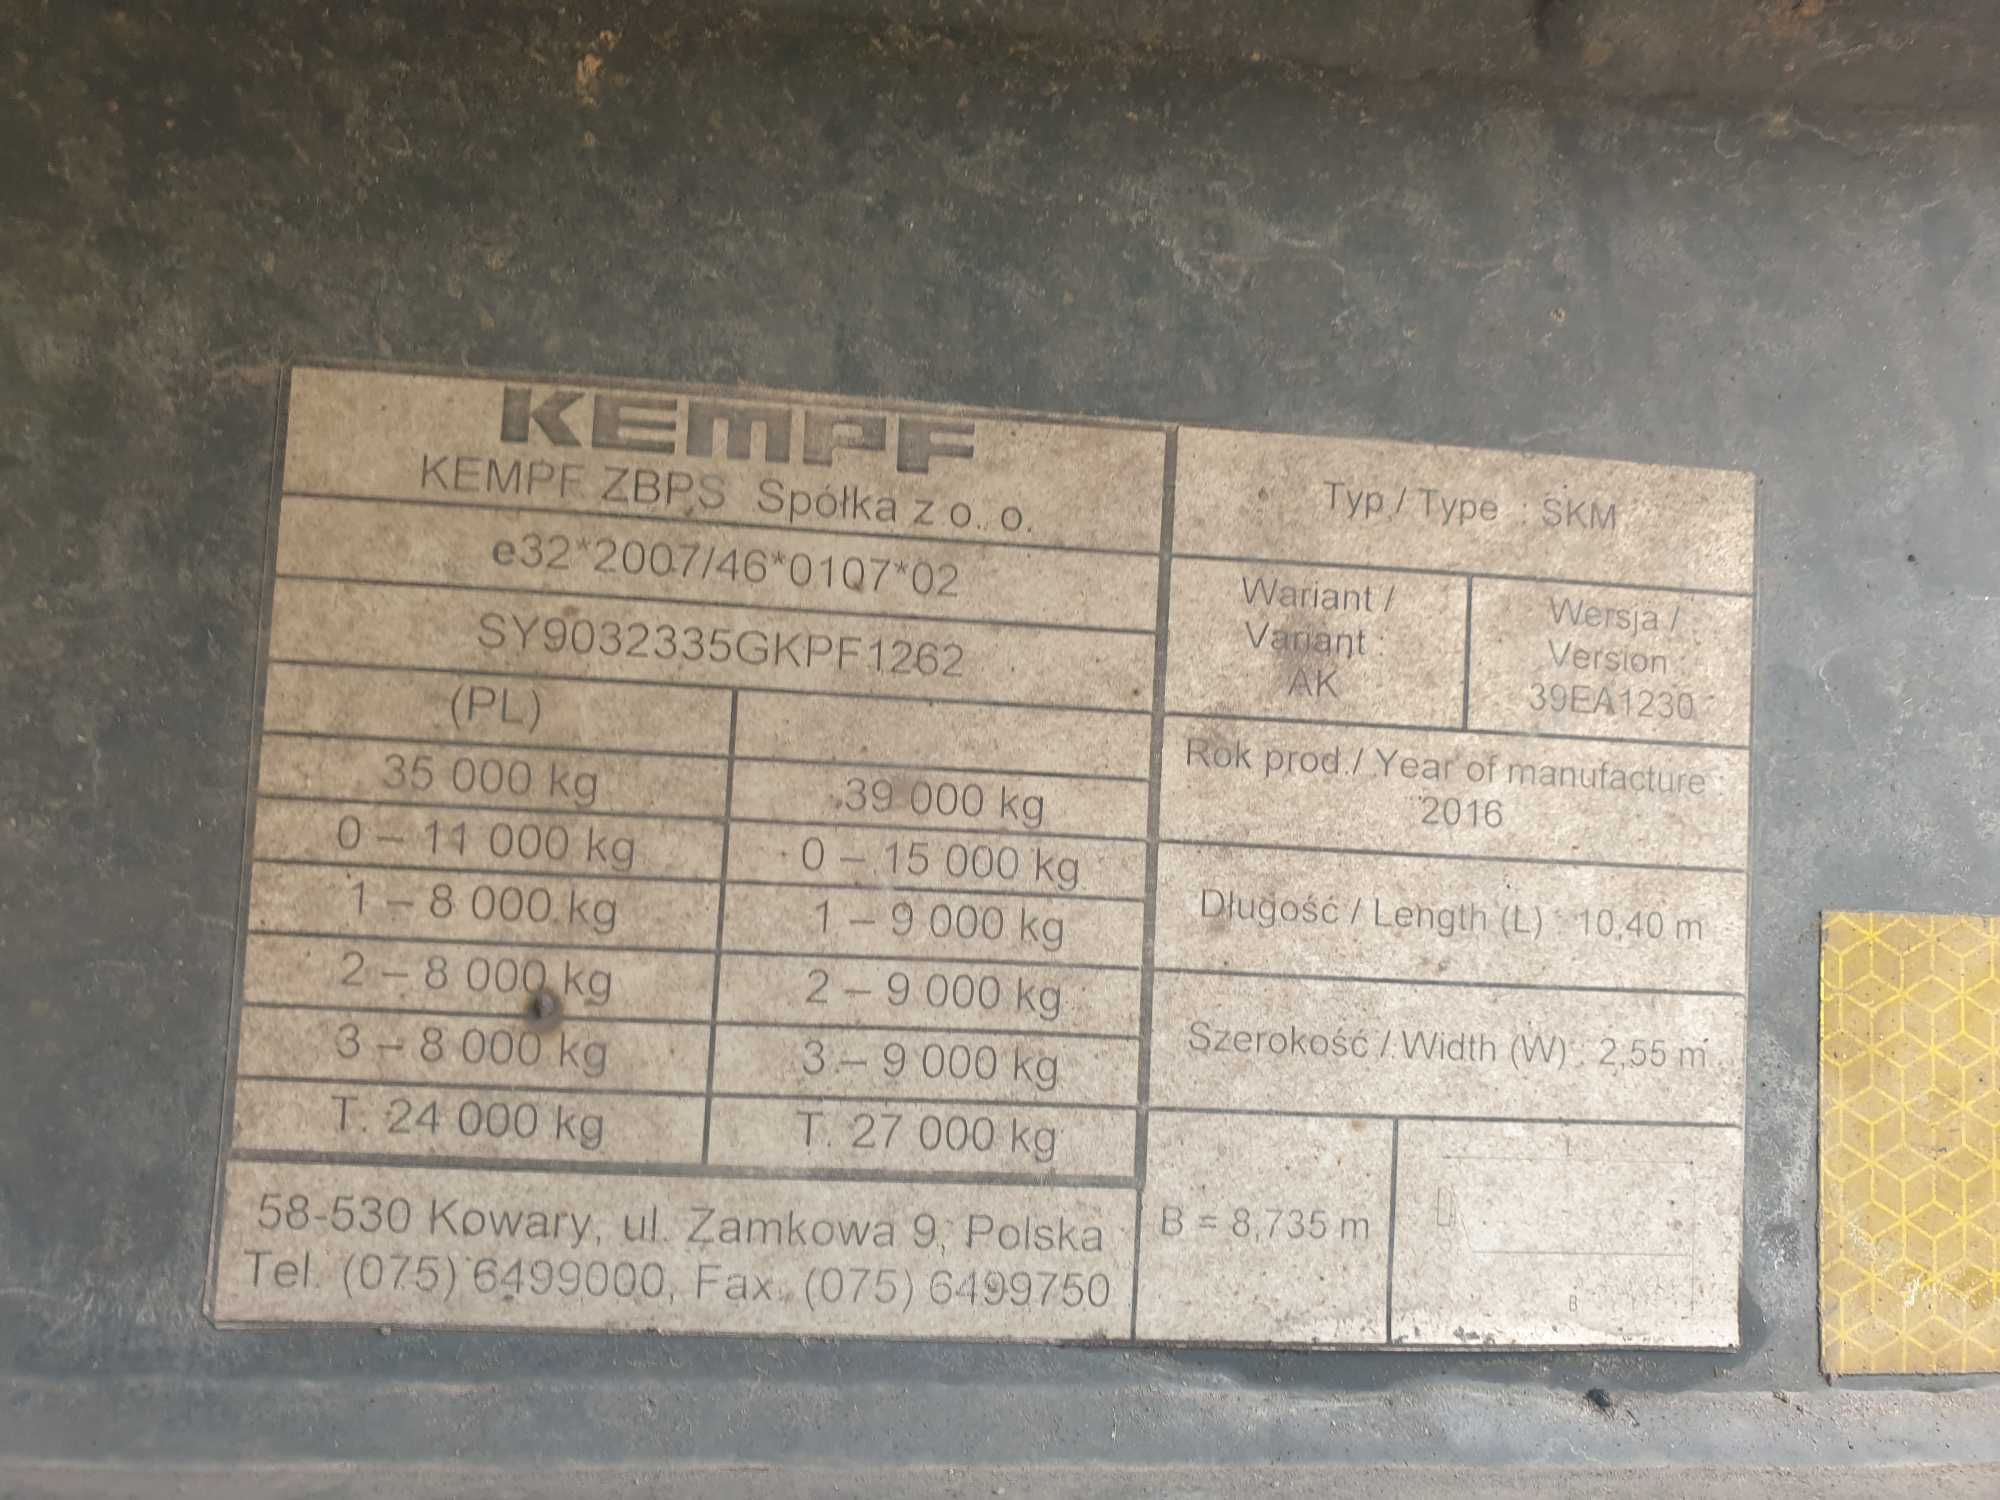 KEMPF
KEMPF ZBPS Spółka z o. o.
e32*2007/46*0107*02
SY9032335GKPF1262
(PL)
35 000 kg 39 000 kg
0 – 11 000 kg 0 – 15 000 kg
1 – 8 000 kg 1 – 9 000 kg
2 – 8 000 kg 2 – 9 000 kg
3 – 8 000 kg 3 – 9 000 kg
T. 24 000 kg T. 27 000 kg
58-530 Kowary, ul. Zamkowa 9, Polska
Tel. (075) 6499000, Fax. (075) 6499750
Typ / Type : SKM
Wariant /
Variant :
AK
Wersja /
Version :
39EA1230
Rok prod./ Year of manufacture :
2016
Długość / Length (L) : 10,40 m
Szerokość / Width (W) : 2,55 m
B = 8,735 m
L
B